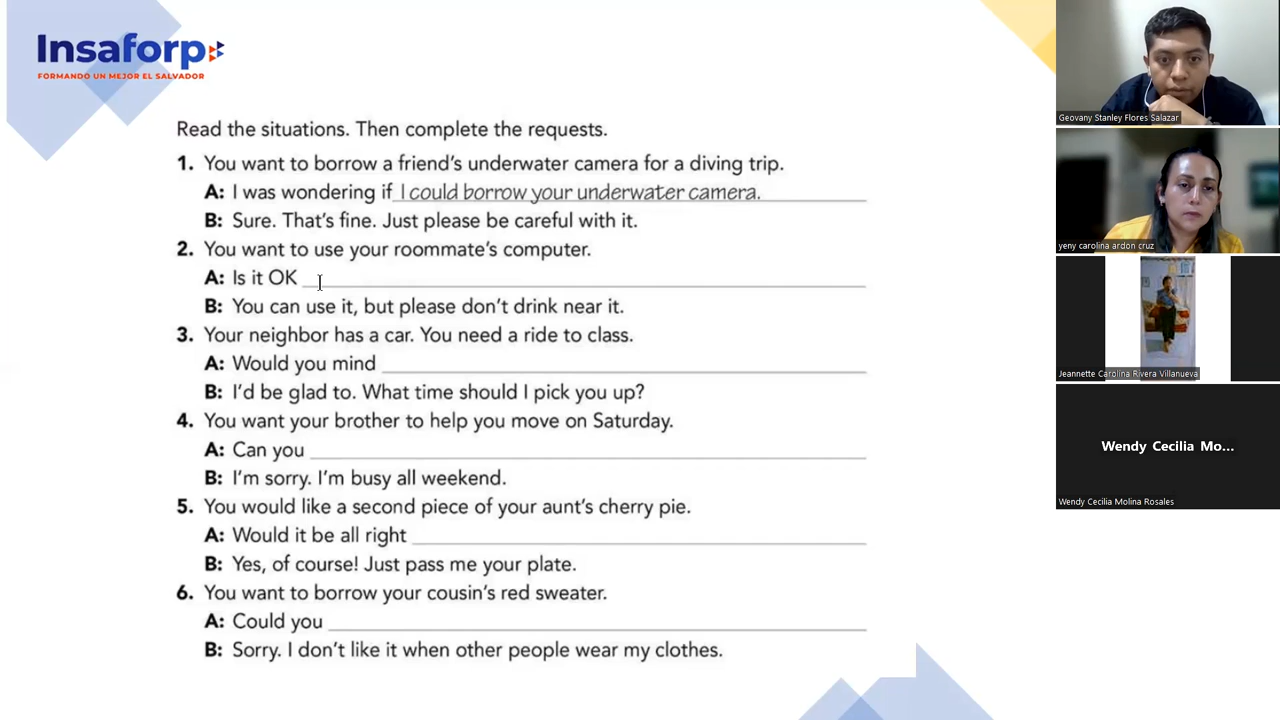 Insaforp
FORMANDO UN MEJOR EL SALVADOR
Read the situations. Then complete the requests.
1. You want to borrow a friend's underwater camera for a diving trip.
A: I was wondering if I could borrow your underwater camera.
B: Sure. That's fine. Just please be careful with it.
2. You want to use your roommate's computer.
A: Is it OK
B: You can use it, but please don't drink near it.
3. Your neighbor has a car. You need a ride to class.
A: Would you mind
B: I'd be glad to. What time should I pick you up?
4. You want your brother to help you move on Saturday.
A: Can you
B: I'm sorry. I'm busy all weekend.
5. You would like a second piece of your aunt's cherry pie.
A: Would it be all right
B: Yes, of course! Just pass me your plate.
6. You want to borrow your cousin's red sweater.
A: Could you
B: Sorry. I don't like it when other people wear my clothes.
Geovany Stanley Flores Salazar
yeny carolina ardon cruz
Jeannette Carolina Rivera Villanueva
Wendy Cecilia Mo...
Wendy Cecilia Molina Rosales